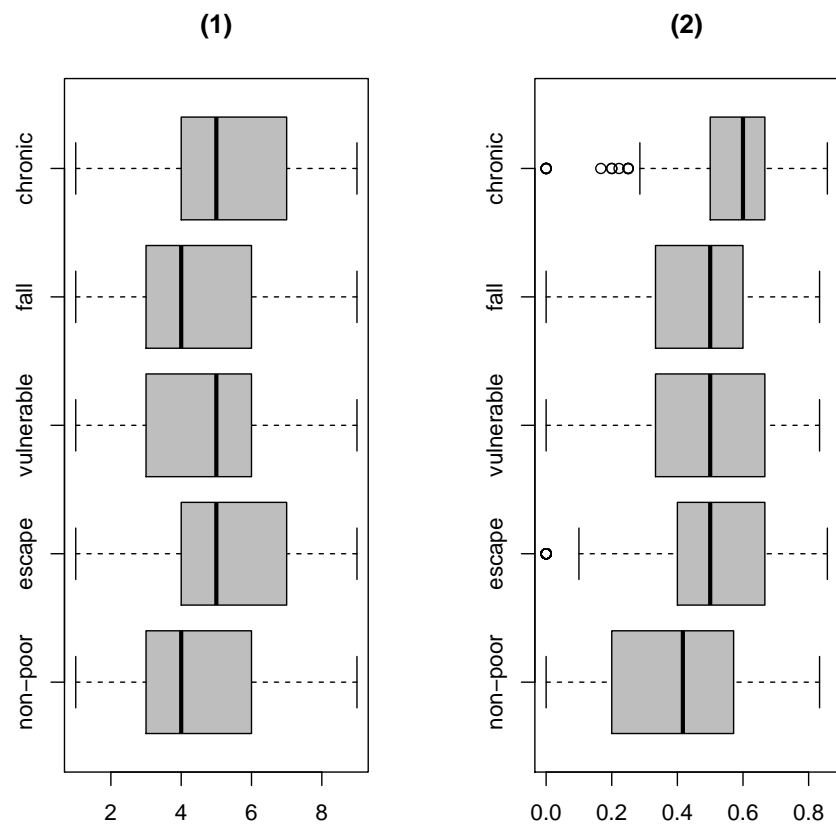 (1)
chronic
fall
vulnerable
escape
non−poor
2 4 6 8
(2)
chronic
fall
vulnerable
escape
non−poor
0.0 0.2 0.4 0.6 0.8